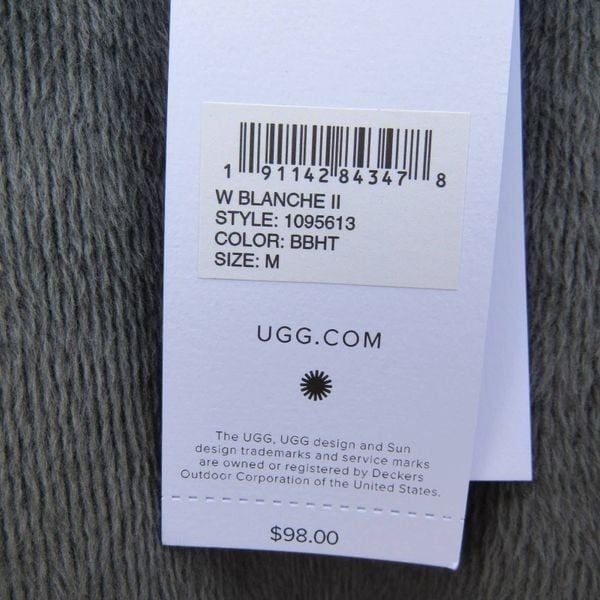 1 91142 84347 8
W BLANCHE II
STYLE: 1095613
COLOR: BBHT
SIZE: M
UGG.COM
The UGG, UGG design and Sun
design trademarks and service marks
are owned or registered by Deckers
Outdoor Corporation of the United States.
$98.00